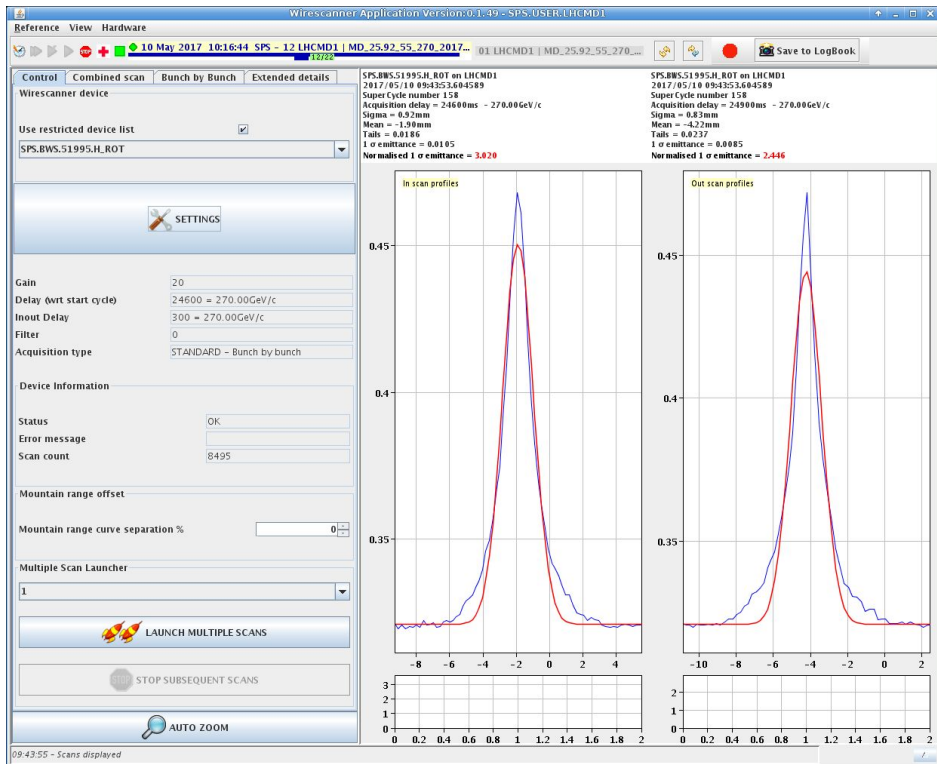 Wirescanner Application Version:0.1.49 - SPS.USER.LHCMD1
Reference View Hardware
10 May 2017 10:16:44 SPS - 12 LHCMD1 | MD_25.92_55_270_2017...
12/22
01 LHCMD1 | MD_25.92_55_270_...
Save to LogBook
Control Combined scan Bunch by Bunch Extended details
Wirescanner device
Use restricted device list
SPS.BWS.51995.H_ROT
SETTINGS
Gain 20
Delay (wrt start cycle) 24600 = 270.00GeV/c
Inout Delay 300 = 270.00GeV/c
Filter 0
Acquisition type STANDARD - Bunch by bunch
Device Information
Status OK
Error message
Scan count 8495
Mountain range offset
Mountain range curve separation % 0
Multiple Scan Launcher
1
LAUNCH MULTIPLE SCANS
STOP
STOP SUBSEQUENT SCANS
AUTO ZOOM
09:43:55 - Scans displayed
SPS.BWS.51995.H_ROT on LHCMD1
2017/05/10 09:43:53.604589
Super Cycle number 158
Acquisition delay = 24600ms - 270.00GeV/c
Sigma = 0.92mm
Mean = -1.90mm
Tails = 0.0186
1 σ emittance = 0.0105
Normalised 1 σ emittance = 3.020
In scan profiles
0.45
0.4
0.35
-8 -6 -4 -2 0 2 4
3
2
1
0
0 0.2 0.4 0.6 0.8 1 1.2 1.4 1.6 1.8 2
SPS.BWS.51995.H_ROT on LHCMD1
2017/05/10 09:43:53.604589
Super Cycle number 158
Acquisition delay = 24900ms - 270.00GeV/c
Sigma = 0.83mm
Mean = -4.22mm
Tails = 0.0237
1 σ emittance = 0.0085
Normalised 1 σ emittance = 2.446
Out scan profiles
0.45
0.4
0.35
-10 -8 -6 -4 -2 0 2
2
1
0
0 0.2 0.4 0.6 0.8 1 1.2 1.4 1.6 1.8 2